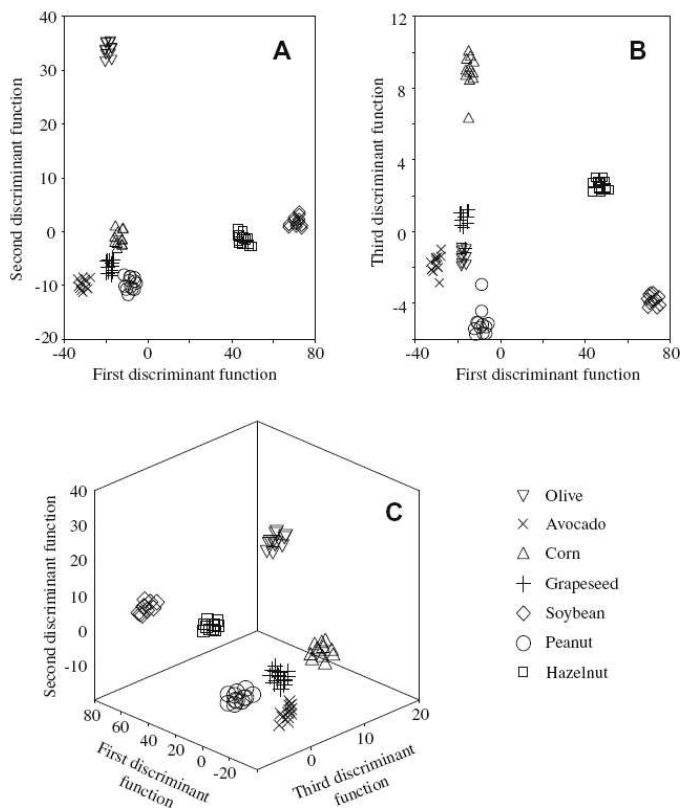 40
30
20
10
0
-10
-20
-40
0
40
80
Second discriminant function
First discriminant function
A
12
8
4
0
-4
-40
0
40
80
Third discriminant function
First discriminant function
B
40
30
20
10
0
-10
Second discriminant function
C
80
60
40
20
0
-20
First discriminant
function
0
10
20
Third discriminant
function
Olive
Avocado
Corn
Grapeseed
Soybean
Peanut
Hazelnut